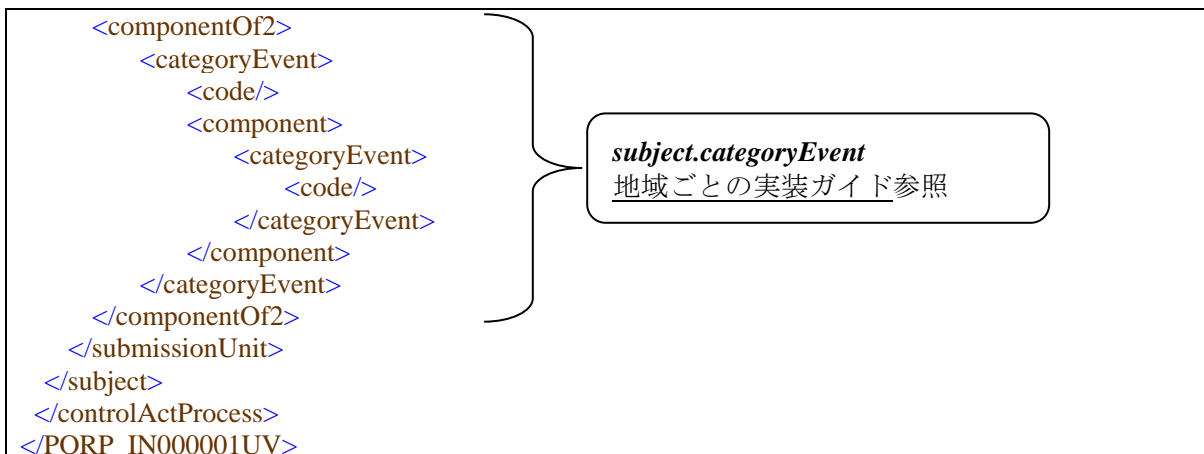 <componentOf2>
<categoryEvent>
<code/>
<component>
<categoryEvent>
<code/>
</categoryEvent>
</component>
</categoryEvent>
</componentOf2>
</submissionUnit>
</subject>
</controlActProcess>
</PORP_IN000001UV>
subject.categoryEvent
地域ごとの実装ガイド参照